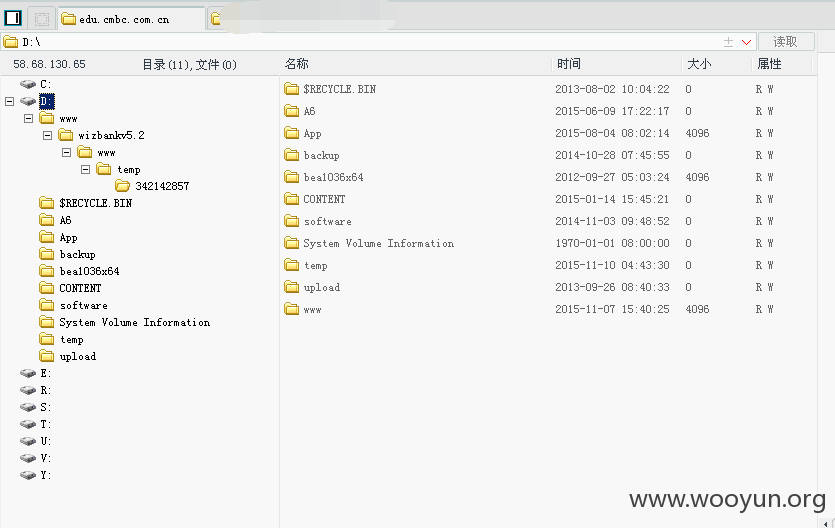 edu.cmbc.com.cn
D:\
读取
58.68.130.65 目录(11),文件(0)
名称 时间 大小 属性
C:
D:
www
wizbankv5.2
www
temp
342142857
$RECYCLE.BIN
A6
App
backup
bea1036x64
CONTENT
software
System Volume Information
temp
upload
E:
R:
S:
T:
U:
V:
Y:
$RECYCLE.BIN 2013-08-02 10:04:22 0 R W
A6 2015-06-09 17:22:17 0 R W
App 2015-08-04 08:02:14 4096 R W
backup 2014-10-28 07:45:55 0 R W
bea1036x64 2012-09-27 05:03:24 4096 R W
CONTENT 2015-01-14 15:45:21 0 R W
software 2014-11-03 09:48:52 0 R W
System Volume Information 1970-01-01 08:00:00 0 R W
temp 2015-11-10 04:43:30 0 R W
upload 2013-09-26 08:40:33 0 R W
www 2015-11-07 15:40:25 4096 R W
www.wooyun.org